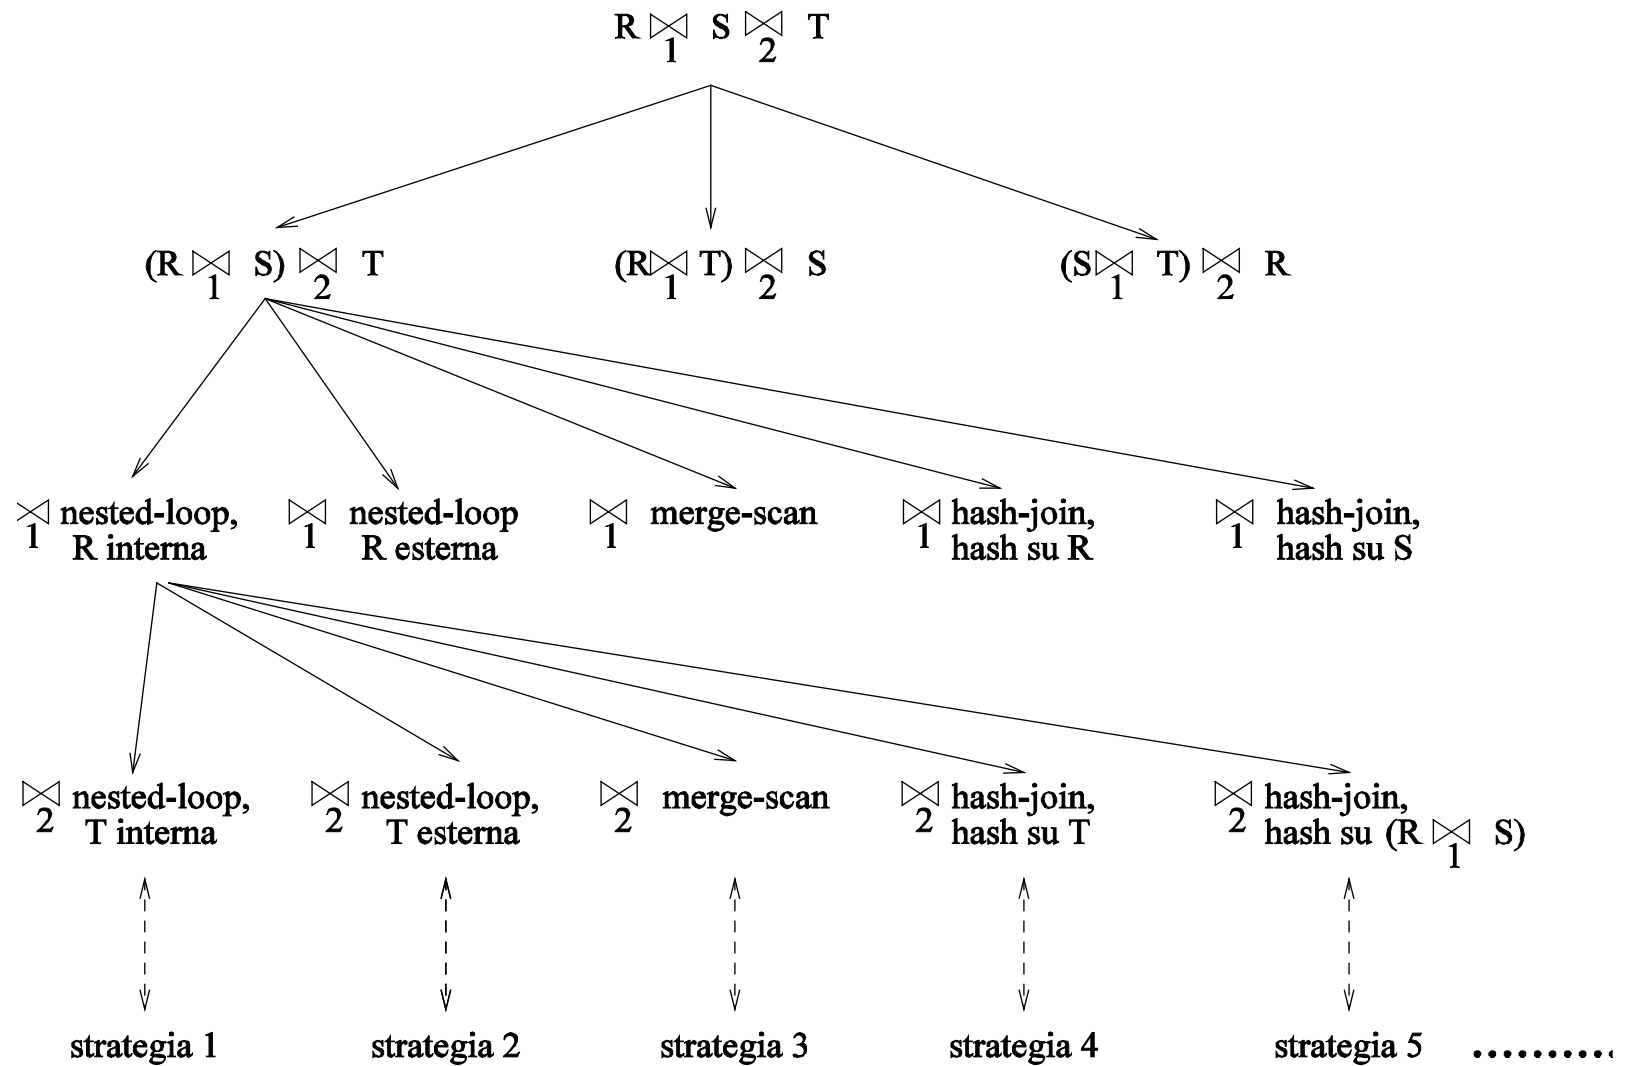 R ⋈1 S ⋈2 T
(R ⋈1 S) ⋈2 T
(R ⋈1 T) ⋈2 S
(S ⋈1 T) ⋈2 R
⋈1 nested-loop,
R interna
⋈1 nested-loop
R esterna
⋈1 merge-scan
⋈1 hash-join,
hash su R
⋈1 hash-join,
hash su S
⋈2 nested-loop,
T interna
⋈2 nested-loop,
T esterna
⋈2 merge-scan
⋈2 hash-join,
hash su T
⋈2 hash-join,
hash su (R ⋈1 S)
strategia 1
strategia 2
strategia 3
strategia 4
strategia 5
..........